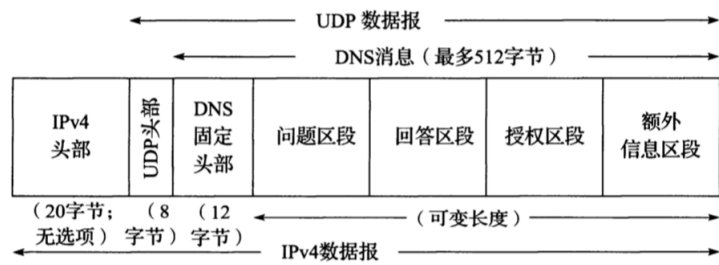 UDP 数据报
DNS消息（最多512字节）
IPv4
头部
UDP头部
DNS
固定
头部
问题区段
回答区段
授权区段
额外
信息区段
（20字节；
无选项）
（8
字节）
（12
字节）
（可变长度）
IPv4数据报